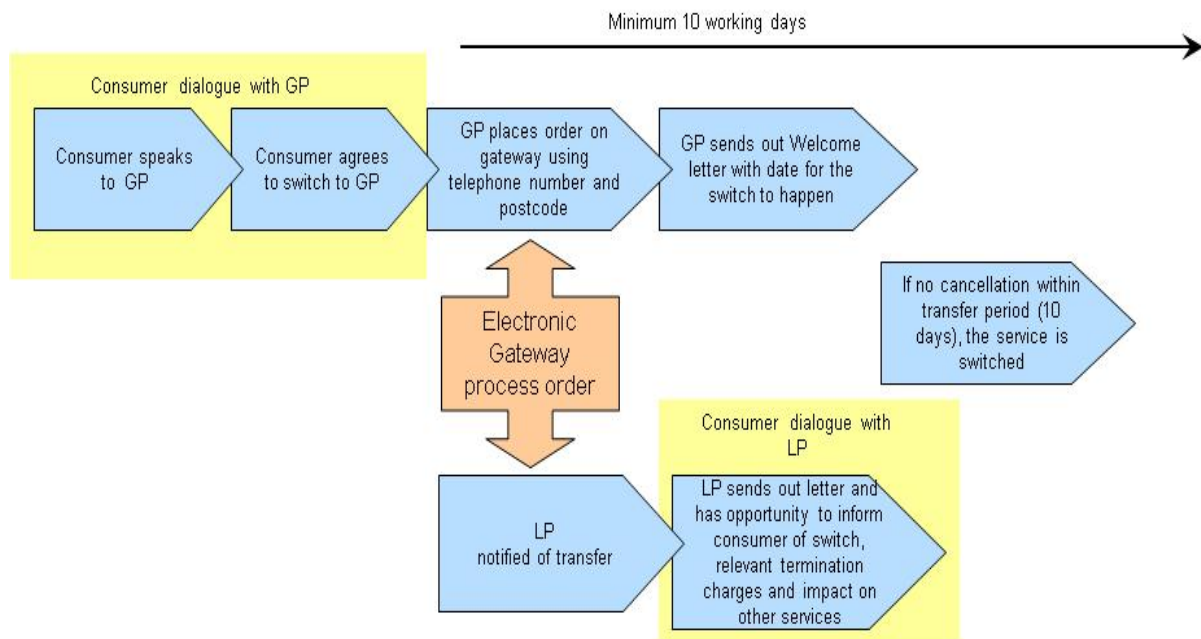 Minimum 10 working days
Consumer dialogue with GP
Consumer speaks
to GP
Consumer agrees
to switch to GP
GP places order on
gateway using
telephone number and
postcode
GP sends out Welcome
letter with date for the
switch to happen
If no cancellation within
transfer period (10
days), the service is
switched
Electronic
Gateway
process order
LP
notified of transfer
Consumer dialogue with
LP
LP sends out letter and
has opportunity to inform
consumer of switch,
relevant termination
charges and impact on
other services